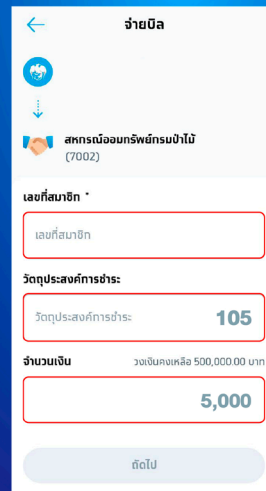 จ่ายบิล
สหกรณ์ออมทรัพย์กรมป่าไม้
(7002)
เลขที่สมาชิก *
เลขที่สมาชิก
วัตถุประสงค์การชำระ
วัตถุประสงค์การชำระ 105
จำนวนเงิน วงเงินคงเหลือ 500,000.00 บาท
5,000
ถัดไป